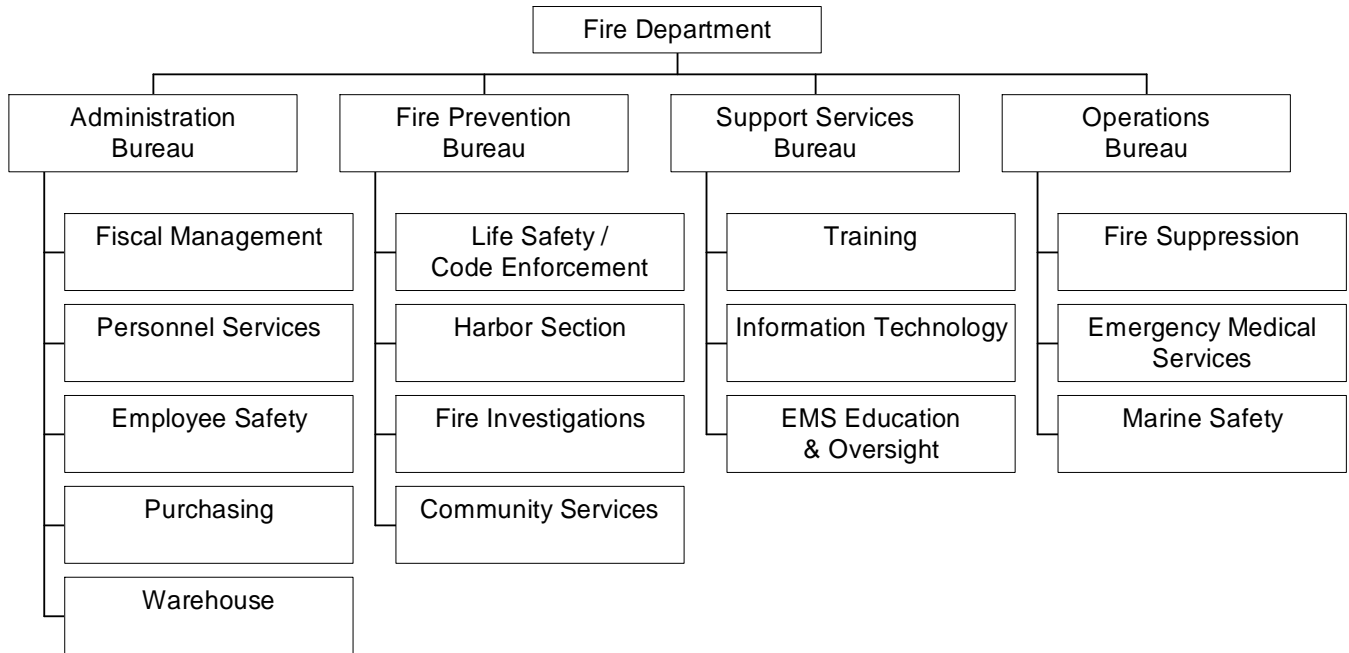 Fire Department
Administration
Bureau
Fire Prevention
Bureau
Support Services
Bureau
Operations
Bureau
Fiscal Management
Personnel Services
Employee Safety
Purchasing
Warehouse
Life Safety /
Code Enforcement
Harbor Section
Fire Investigations
Community Services
Training
Information Technology
EMS Education
& Oversight
Fire Suppression
Emergency Medical
Services
Marine Safety